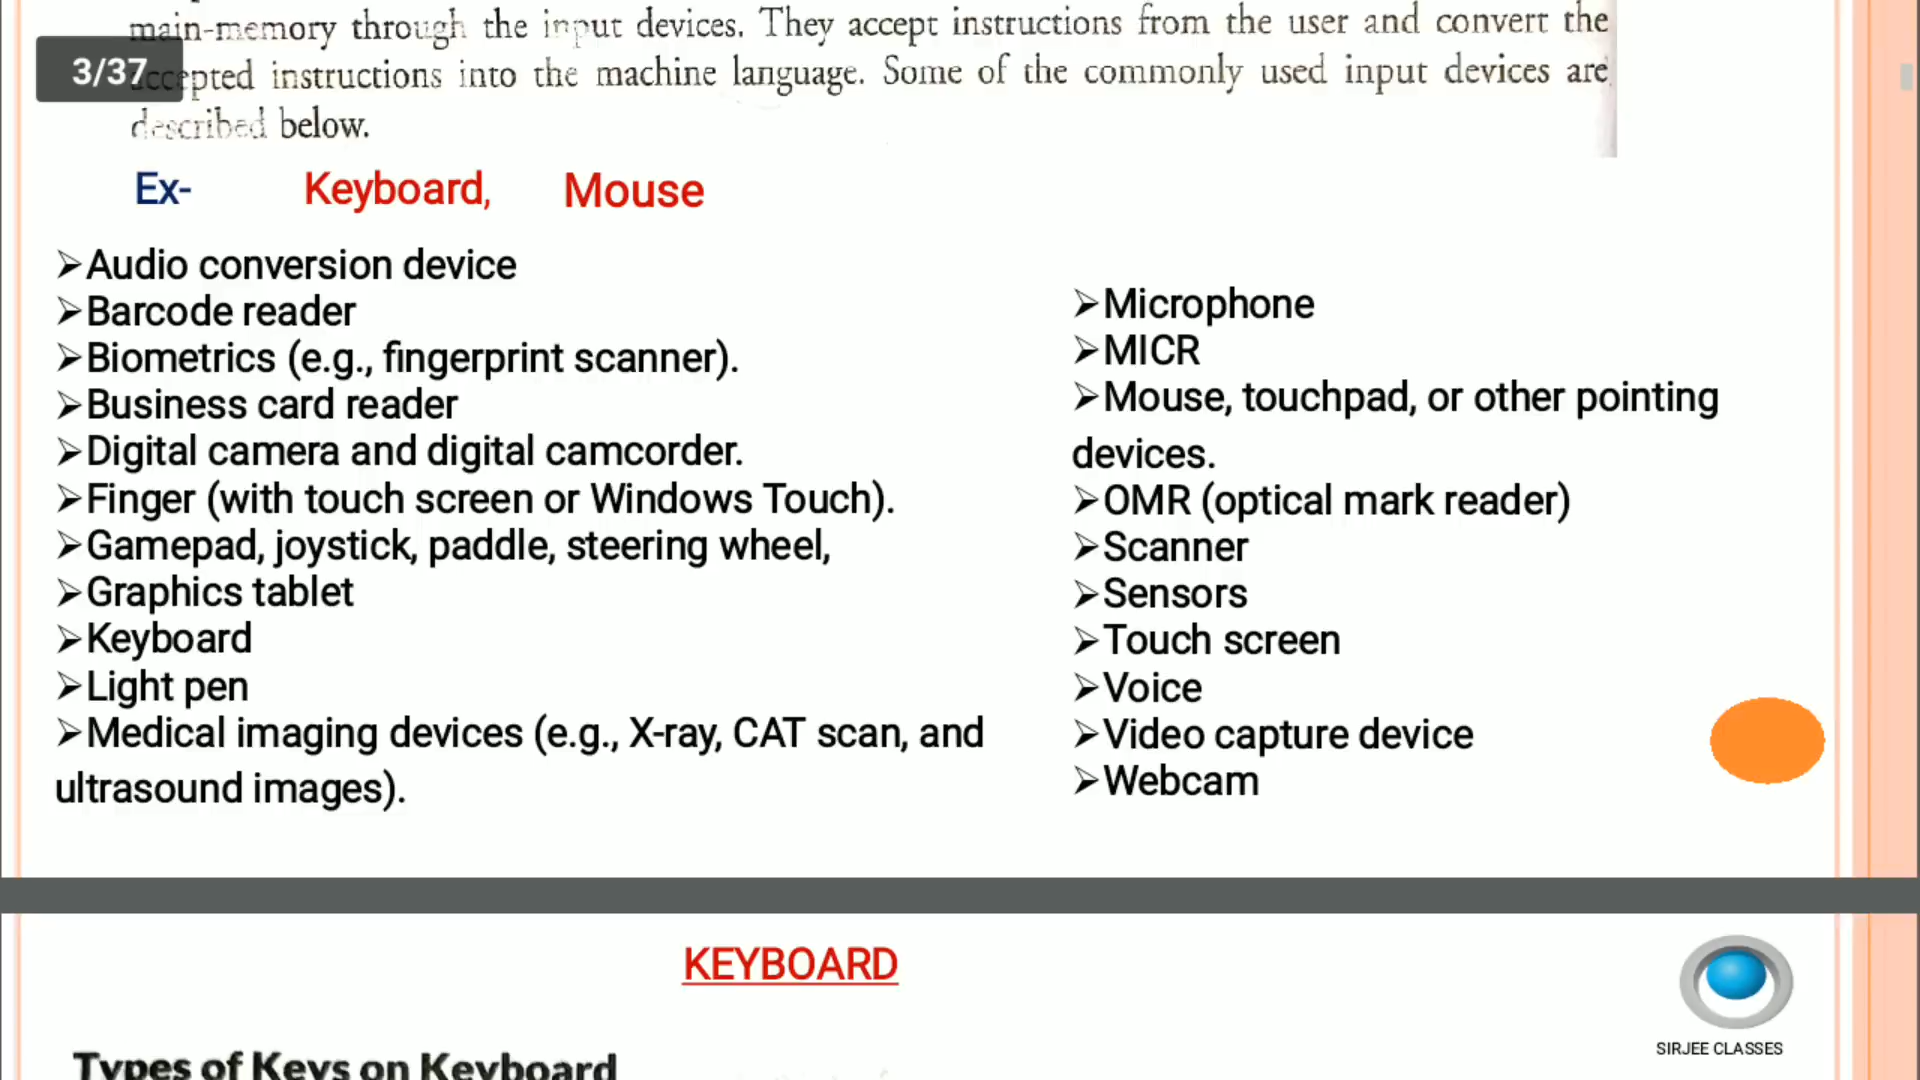 main-memory through the input devices. They accept instructions from the user and convert the
3/37
accepted instructions into the machine language. Some of the commonly used input devices are
described below.
Ex- Keyboard, Mouse
➢Audio conversion device
➢Barcode reader
➢Biometrics (e.g., fingerprint scanner).
➢Business card reader
➢Digital camera and digital camcorder.
➢Finger (with touch screen or Windows Touch).
➢Gamepad, joystick, paddle, steering wheel,
➢Graphics tablet
➢Keyboard
➢Light pen
➢Medical imaging devices (e.g., X-ray, CAT scan, and
ultrasound images).
➢Microphone
➢MICR
➢Mouse, touchpad, or other pointing
devices.
➢OMR (optical mark reader)
➢Scanner
➢Sensors
➢Touch screen
➢Voice
➢Video capture device
➢Webcam
KEYBOARD
SIRJEE CLASSES
Types of Keys on Keyboard